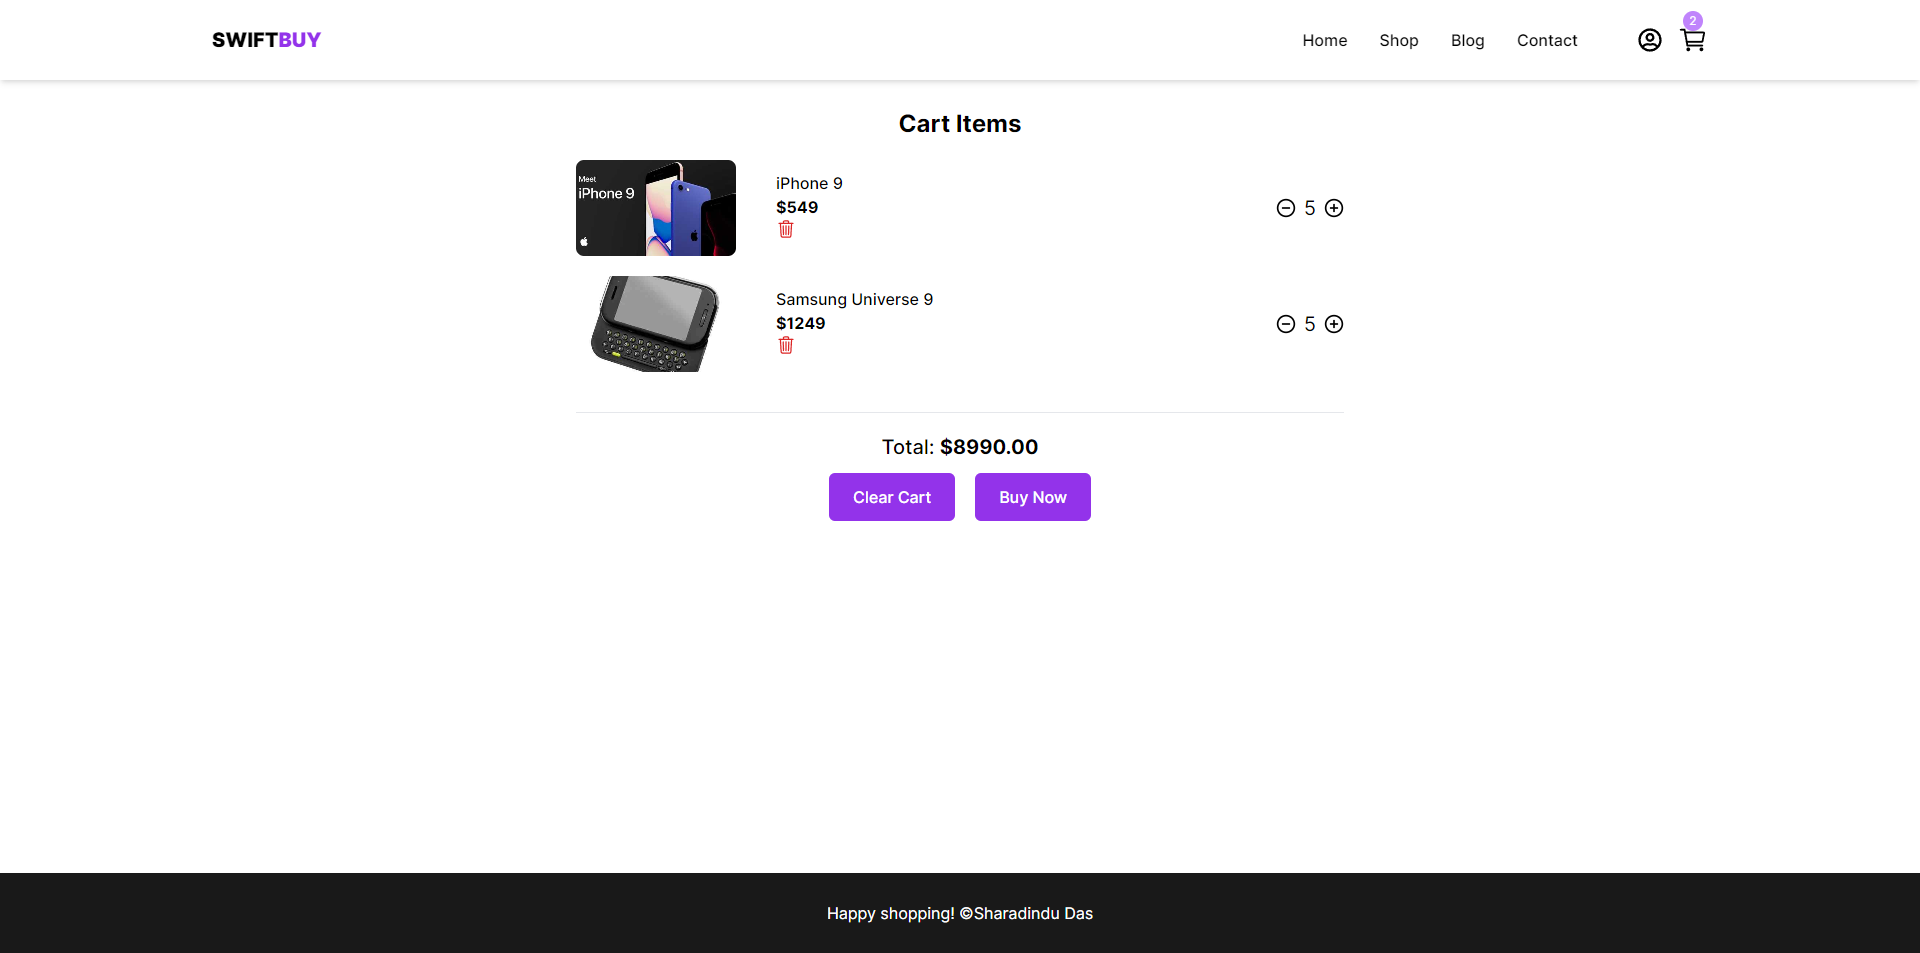 SWIFTBUY
Home Shop Blog Contact
2
Cart Items
Meet
iPhone 9
iPhone 9
$549
5
Samsung Universe 9
$1249
5
Total: $8990.00
Clear Cart Buy Now
Happy shopping! ©Sharadindu Das